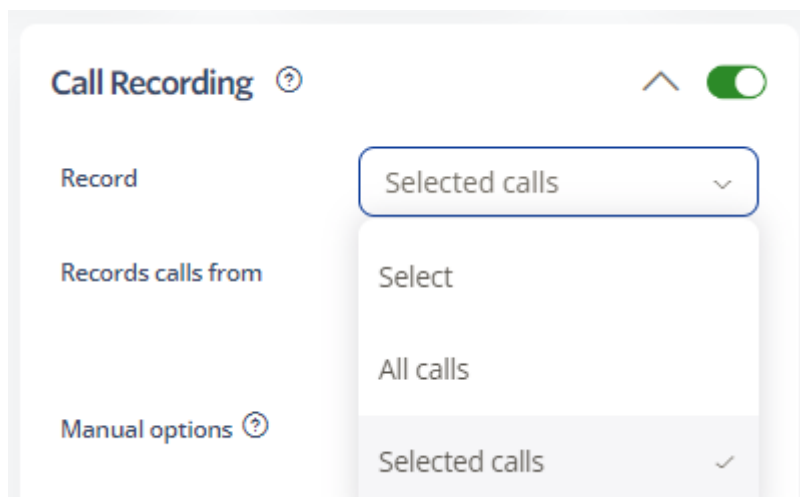 Call Recording
Record
Selected calls
Records calls from
Select
All calls
Manual options
Selected calls